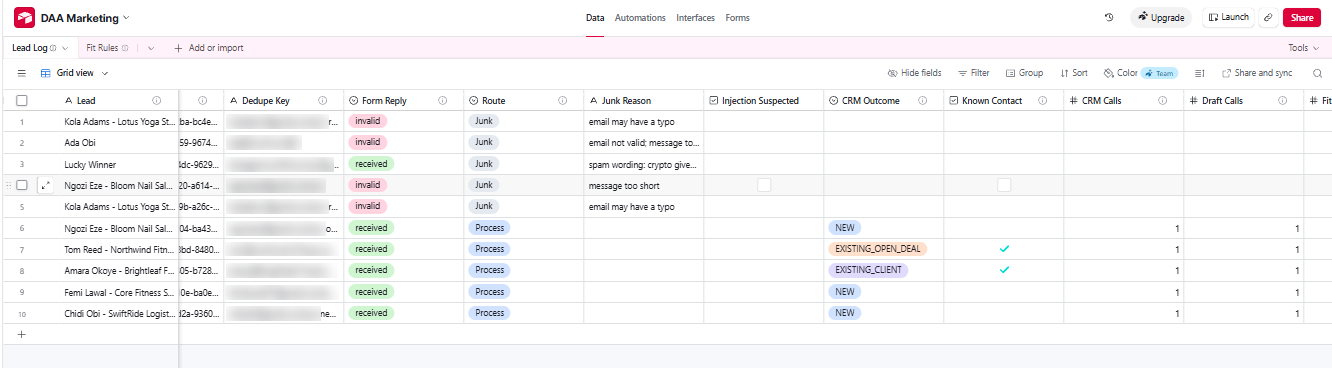 DAA Marketing
Data Automations Interfaces Forms
Upgrade Launch Share
Lead Log Fit Rules + Add or import Tools
Grid view Hide fields Filter Group Sort Color Team Share and sync
Lead Dedupe Key Form Reply Route Junk Reason Injection Suspected CRM Outcome Known Contact CRM Calls Draft Calls Fit
1 Kola Adams - Lotus Yoga St... ba-bc4e... r... invalid Junk email may have a typo
2 Ada Obi 59-9674... invalid Junk email not valid; message to...
3 Lucky Winner 4dc-9629... ... received Junk spam wording: crypto give...
Ngozi Eze - Bloom Nail Sal... 20-a614-... invalid Junk message too short
5 Kola Adams - Lotus Yoga St... 9b-a26c-... r... invalid Junk email may have a typo
6 Ngozi Eze - Bloom Nail Sal... 04-ba43... o... received Process NEW 1 1
7 Tom Reed - Northwind Fitn... 3bd-8480... received Process EXISTING_OPEN_DEAL 1 1
8 Amara Okoye - Brightleaf F... 05-b728... received Process EXISTING_CLIENT 1 1
9 Femi Lawal - Core Fitness S... 0e-ba0e... received Process NEW 1 1
10 Chidi Obi - SwiftRide Logist... d2a-9360... ne... received Process NEW 1 1
+